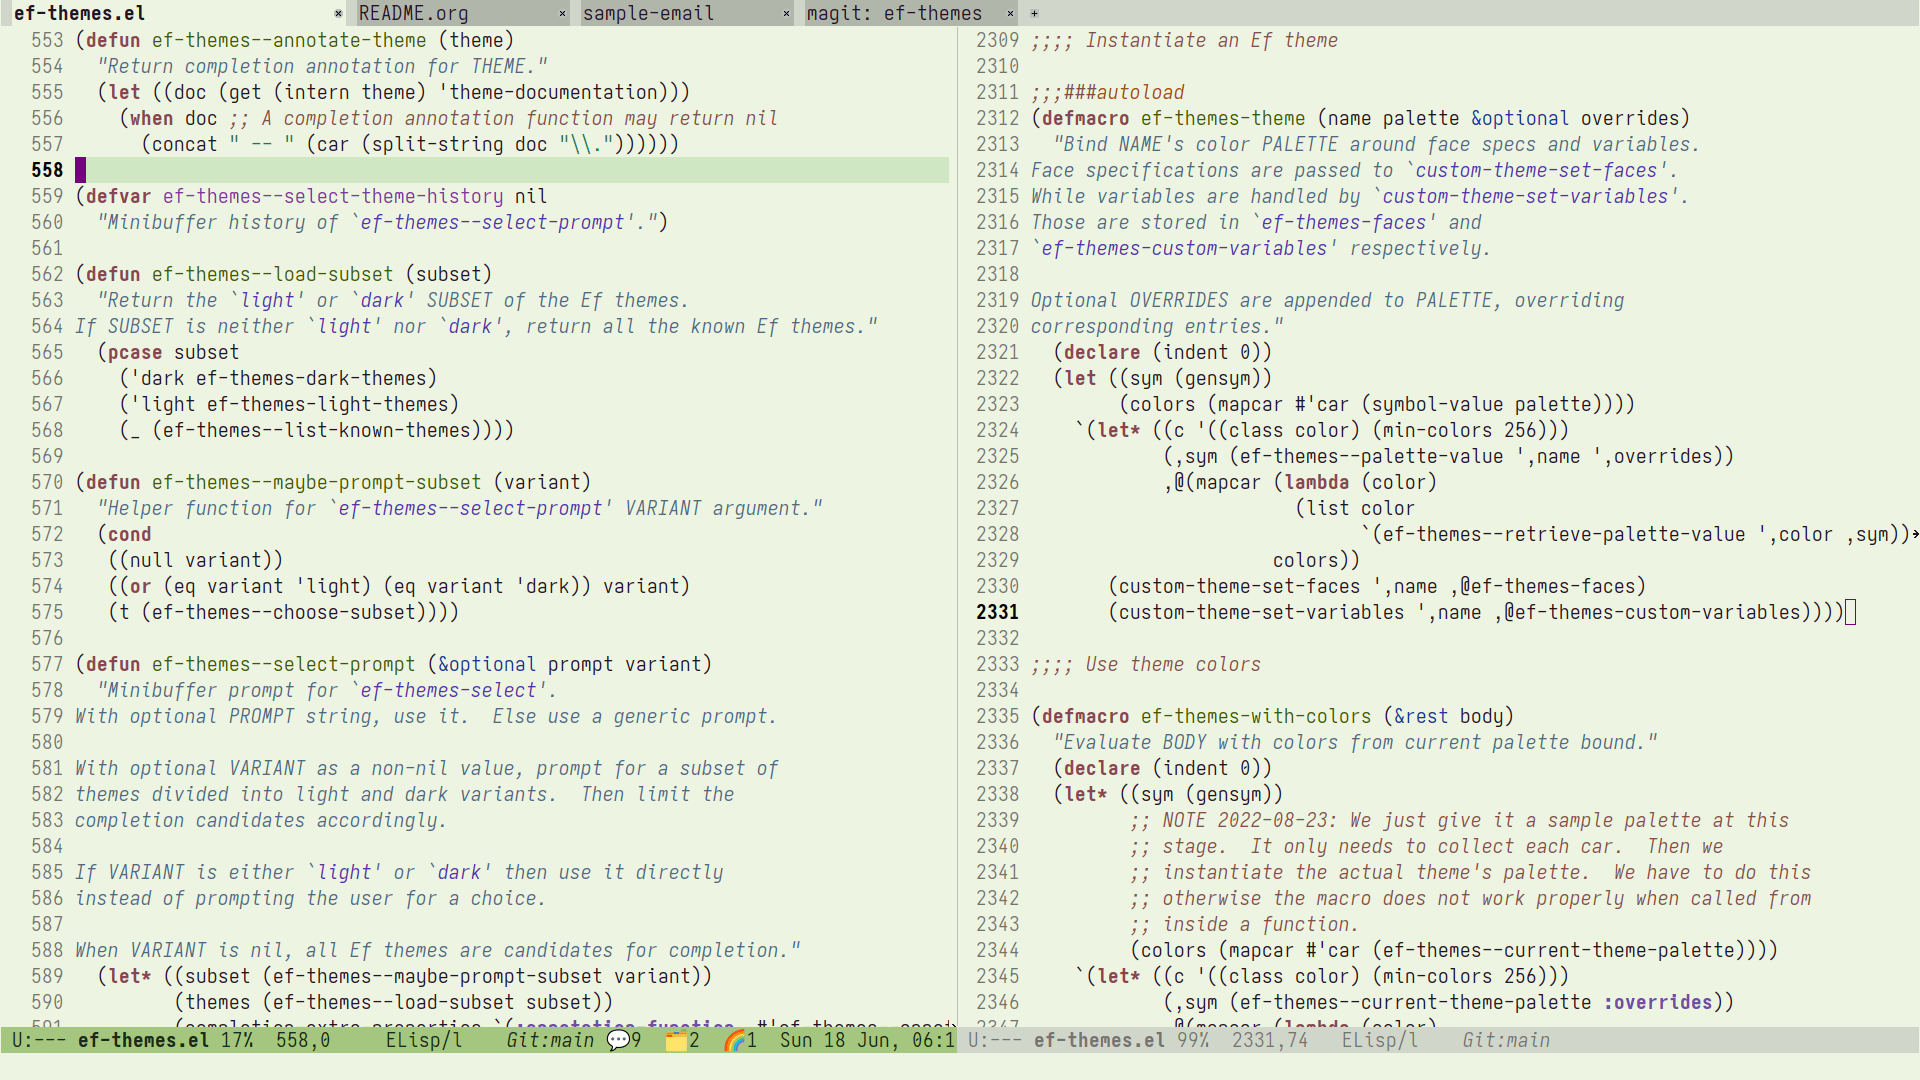 ef-themes.el × README.org × sample-email × magit: ef-themes × +
553 (defun ef-themes--annotate-theme (theme)
554   "Return completion annotation for THEME."
555   (let ((doc (get (intern theme) 'theme-documentation)))
556     (when doc ;; A completion annotation function may return nil
557       (concat " -- " (car (split-string doc "\\."))))))
558
559 (defvar ef-themes--select-theme-history nil
560   "Minibuffer history of `ef-themes--select-prompt'.")
561
562 (defun ef-themes--load-subset (subset)
563   "Return the `light' or `dark' SUBSET of the Ef themes.
564 If SUBSET is neither `light' nor `dark', return all the known Ef themes."
565   (pcase subset
566     ('dark ef-themes-dark-themes)
567     ('light ef-themes-light-themes)
568     (_ (ef-themes--list-known-themes))))
569
570 (defun ef-themes--maybe-prompt-subset (variant)
571   "Helper function for `ef-themes--select-prompt' VARIANT argument."
572   (cond
573    ((null variant))
574    ((or (eq variant 'light) (eq variant 'dark)) variant)
575    (t (ef-themes--choose-subset))))
576
577 (defun ef-themes--select-prompt (&optional prompt variant)
578   "Minibuffer prompt for `ef-themes-select'.
579 With optional PROMPT string, use it.  Else use a generic prompt.
580
581 With optional VARIANT as a non-nil value, prompt for a subset of
582 themes divided into light and dark variants.  Then limit the
583 completion candidates accordingly.
584
585 If VARIANT is either `light' or `dark' then use it directly
586 instead of prompting the user for a choice.
587
588 When VARIANT is nil, all Ef themes are candidates for completion."
589   (let* ((subset (ef-themes--maybe-prompt-subset variant))
590          (themes (ef-themes--load-subset subset))
U:--- ef-themes.el 17%  558,0     ELisp/l    Git:main 💬9  🗂️2  🌈1  Sun 18 Jun, 06:1
2309 ;;;; Instantiate an Ef theme
2310
2311 ;;;###autoload
2312 (defmacro ef-themes-theme (name palette &optional overrides)
2313   "Bind NAME's color PALETTE around face specs and variables.
2314 Face specifications are passed to `custom-theme-set-faces'.
2315 While variables are handled by `custom-theme-set-variables'.
2316 Those are stored in `ef-themes-faces' and
2317 `ef-themes-custom-variables' respectively.
2318
2319 Optional OVERRIDES are appended to PALETTE, overriding
2320 corresponding entries."
2321   (declare (indent 0))
2322   (let ((sym (gensym))
2323         (colors (mapcar #'car (symbol-value palette))))
2324     `(let* ((c '((class color) (min-colors 256)))
2325             (,sym (ef-themes--palette-value ',name ',overrides))
2326             ,@(mapcar (lambda (color)
2327                         (list color
2328                               `(ef-themes--retrieve-palette-value ',color ,sym))
2329                       colors))
2330        (custom-theme-set-faces ',name ,@ef-themes-faces)
2331        (custom-theme-set-variables ',name ,@ef-themes-custom-variables))))
2332
2333 ;;;; Use theme colors
2334
2335 (defmacro ef-themes-with-colors (&rest body)
2336   "Evaluate BODY with colors from current palette bound."
2337   (declare (indent 0))
2338   (let* ((sym (gensym))
2339          ;; NOTE 2022-08-23: We just give it a sample palette at this
2340          ;; stage.  It only needs to collect each car.  Then we
2341          ;; instantiate the actual theme's palette.  We have to do this
2342          ;; otherwise the macro does not work properly when called from
2343          ;; inside a function.
2344          (colors (mapcar #'car (ef-themes--current-theme-palette))))
2345     `(let* ((c '((class color) (min-colors 256)))
2346             (,sym (ef-themes--current-theme-palette :overrides))
U:--- ef-themes.el 99%  2331,74   ELisp/l    Git:main